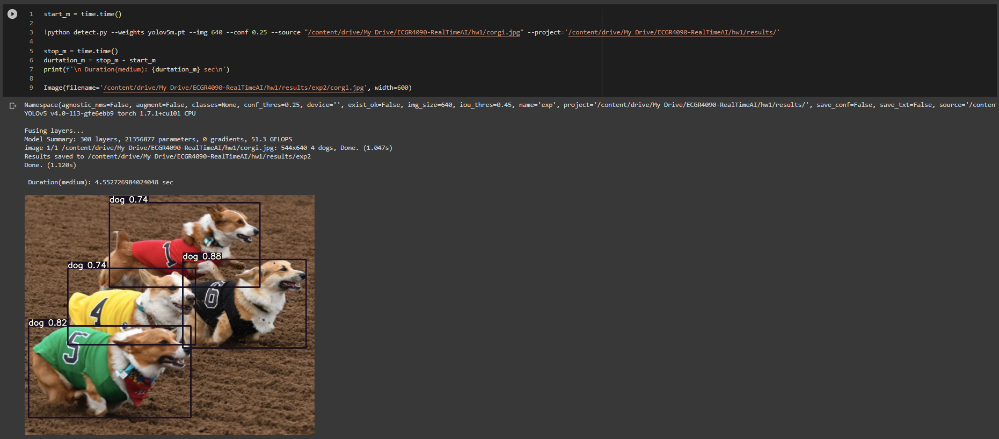 1 start_m = time.time()
2
3 !python detect.py --weights yolov5m.pt --img 640 --conf 0.25 --source "/content/drive/My Drive/ECGR4090-RealTimeAI/hw1/corgi.jpg" --project='/content/drive/My Drive/ECGR4090-RealTimeAI/hw1/results/'
4
5 stop_m = time.time()
6 durtation_m = stop_m - start_m
7 print(f'\n Duration(medium): {durtation_m} sec\n')
8
9 Image(filename='/content/drive/My Drive/ECGR4090-RealTimeAI/hw1/results/exp2/corgi.jpg', width=600)
Namespace(agnostic_nms=False, augment=False, classes=None, conf_thres=0.25, device='', exist_ok=False, img_size=640, iou_thres=0.45, name='exp', project='/content/drive/My Drive/ECGR4090-RealTimeAI/hw1/results/', save_conf=False, save_txt=False, source='/content
YOLOv5 v4.0-113-gfe6ebb9 torch 1.7.1+cu101 CPU
Fusing layers...
Model Summary: 308 layers, 21356877 parameters, 0 gradients, 51.3 GFLOPS
image 1/1 /content/drive/My Drive/ECGR4090-RealTimeAI/hw1/corgi.jpg: 544x640 4 dogs, Done. (1.047s)
Results saved to /content/drive/My Drive/ECGR4090-RealTimeAI/hw1/results/exp2
Done. (1.120s)
Duration(medium): 4.552726984024048 sec
dog 0.74
1
dog 0.88
dog 0.74
6
4
dog 0.82
5